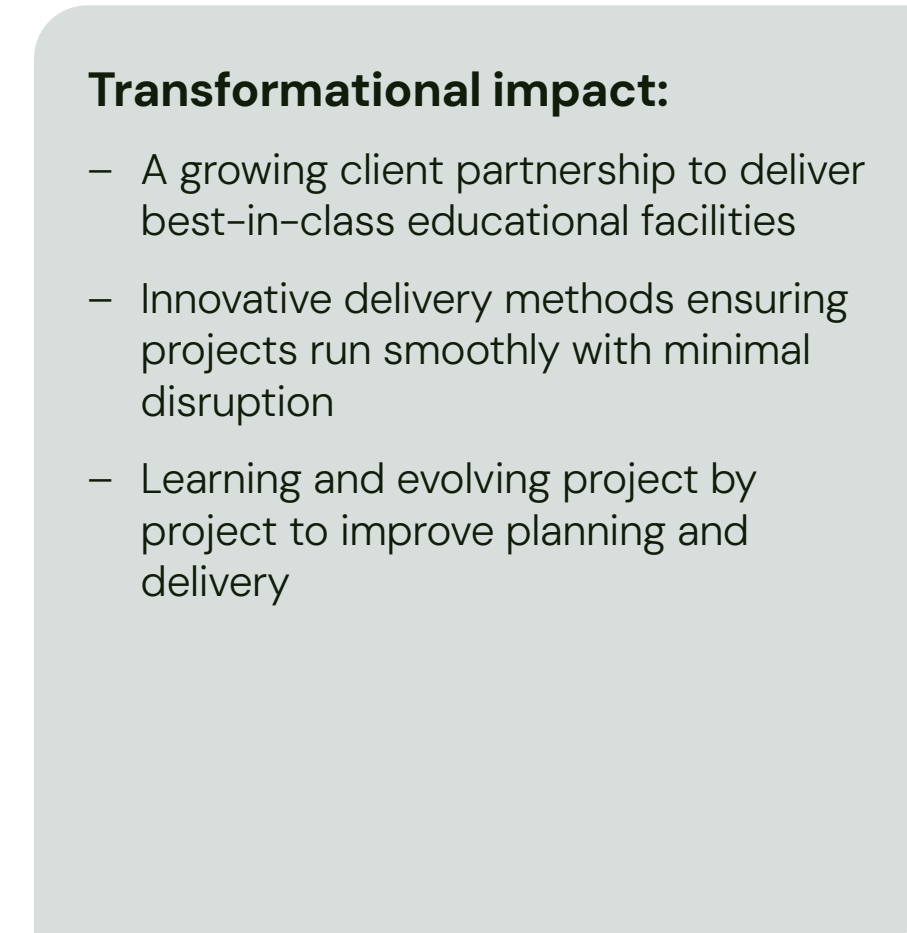 Transformational impact:
– A growing client partnership to deliver
best-in-class educational facilities
– Innovative delivery methods ensuring
projects run smoothly with minimal
disruption
– Learning and evolving project by
project to improve planning and
delivery